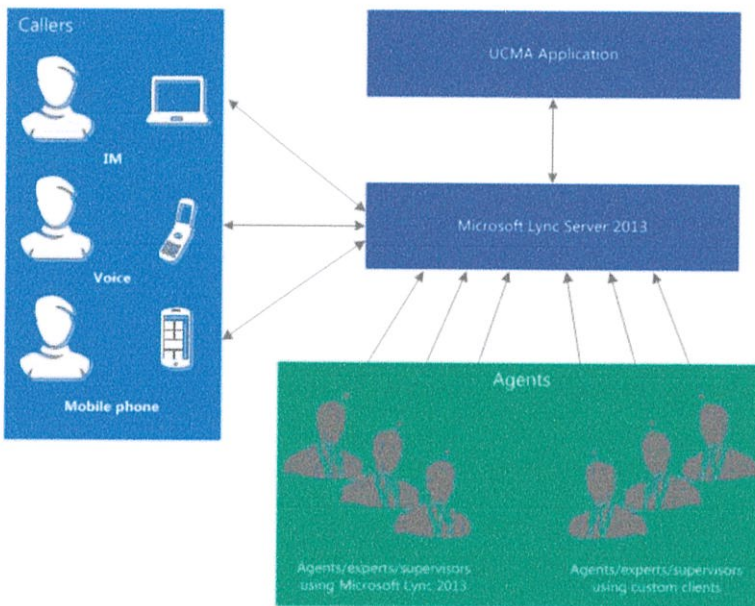 Callers
IM
Voice
Mobile phone
UCMA Application
Microsoft Lync Server 2013
Agents
Agents/experts/supervisors
using Microsoft Lync 2013
Agents/experts/supervisors
using custom clients